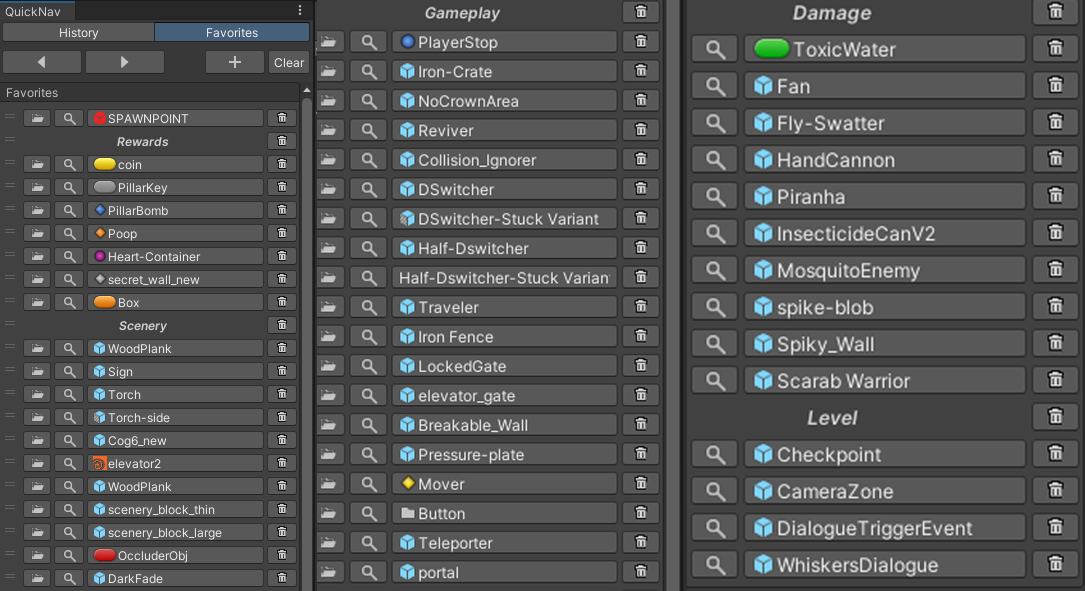 QuickNav
History
Favorites
Clear
Favorites
SPAWNPOINT
Rewards
coin
PillarKey
PillarBomb
Poop
Heart-Container
secret_wall_new
Box
Scenery
WoodPlank
Sign
Torch
Torch-side
Cog6_new
elevator2
WoodPlank
scenery_block_thin
scenery_block_large
OccluderObj
DarkFade
Gameplay
PlayerStop
Iron-Crate
NoCrownArea
Reviver
Collision_Ignorer
DSwitcher
DSwitcher-Stuck Variant
Half-Dswitcher
Half-Dswitcher-Stuck Varian
Traveler
Iron Fence
LockedGate
elevator_gate
Breakable_Wall
Pressure-plate
Mover
Button
Teleporter
portal
Damage
ToxicWater
Fan
Fly-Swatter
HandCannon
Piranha
InsecticideCanV2
MosquitoEnemy
spike-blob
Spiky_Wall
Scarab Warrior
Level
Checkpoint
CameraZone
DialogueTriggerEvent
WhiskersDialogue